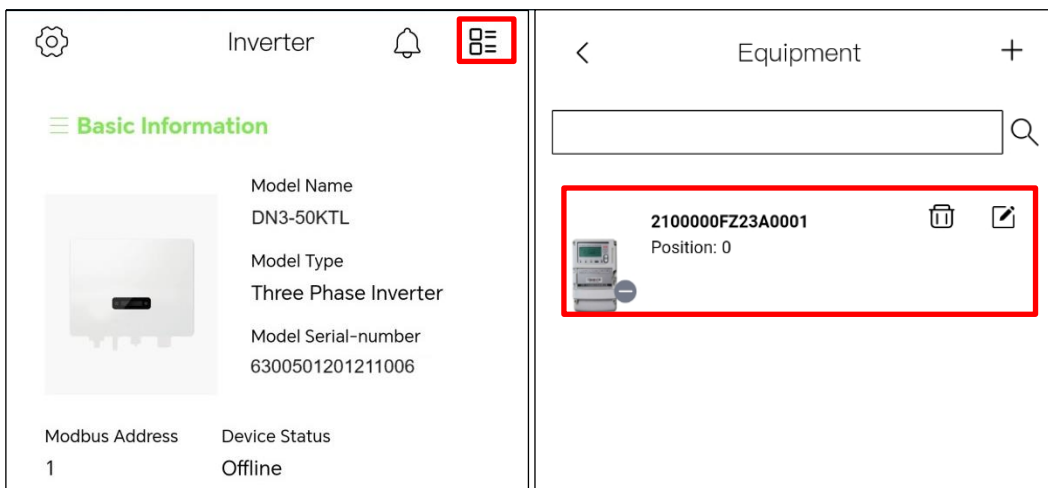 Inverter
Basic Information
Model Name
DN3-50KTL
Model Type
Three Phase Inverter
Model Serial-number
6300501201211006
Modbus Address
Device Status
1
Offline
Equipment
2100000FZ23A0001
Position: 0